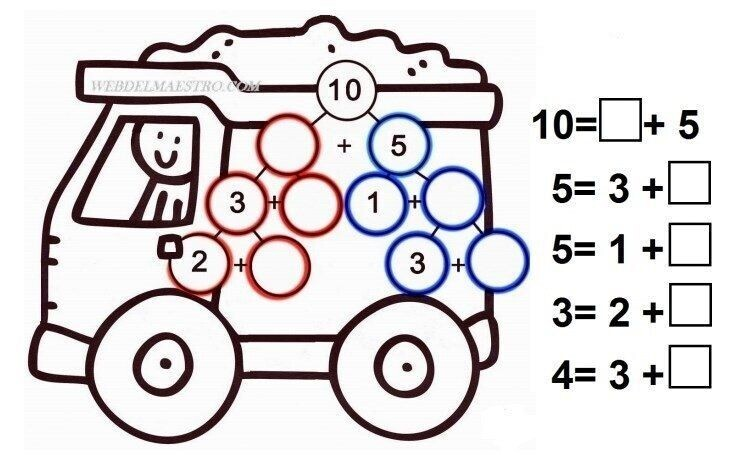 WEBDELMAESTRO.COM
10
+ 5
3 + 1 +
2 + 3 +
10=□+ 5
5= 3 +□
5= 1 +□
3= 2 +□
4= 3 +□